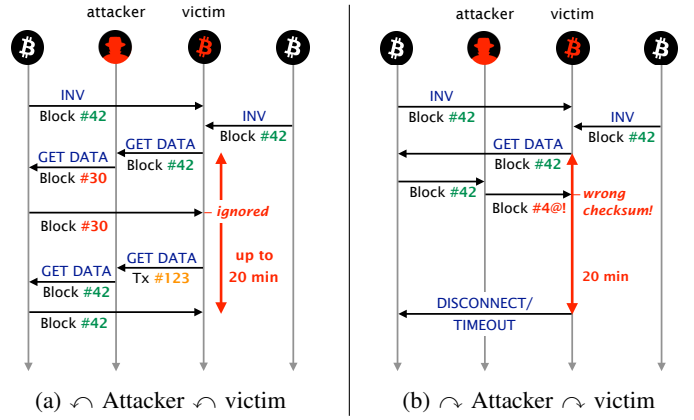 attacker victim
INV
Block #42
INV
Block #42
GET DATA
Block #42
GET DATA
Block #30
Block #30
ignored
up to
20 min
GET DATA
Tx #123
GET DATA
Block #42
Block #42
(a) ↶ Attacker ↶ victim
attacker victim
INV
Block #42
INV
Block #42
GET DATA
Block #42
Block #42
Block #4@!
wrong
checksum!
20 min
DISCONNECT/
TIMEOUT
(b) ↷ Attacker ↷ victim